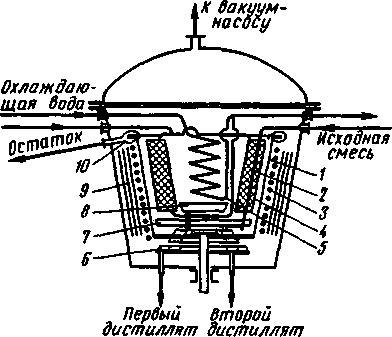 К вакуум-
насосу
Охлаждаю-
щая вода
Остаток
Исходная
смесь
10
9
8
7
6
1
2
3
4
5
Первый
дистиллят
Второй
дистиллят